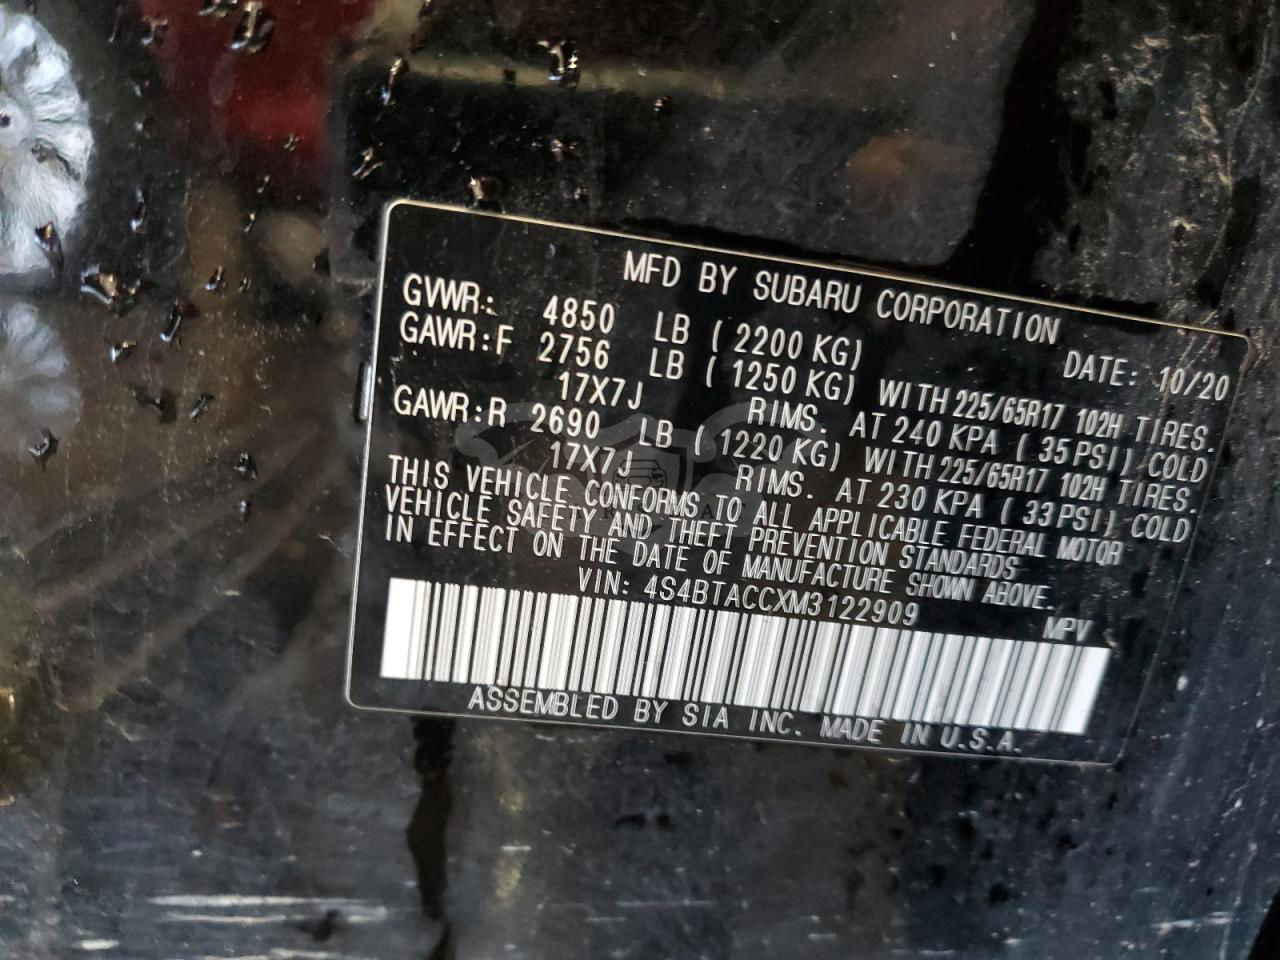 MFD BY SUBARU CORPORATION
GVWR: 4850 LB (2200 KG) DATE: 10/20
GAWR:F 2756 LB (1250 KG) WITH 225/65R17 102H TIRES.
17X7J RIMS. AT 240 KPA (35 PSI) COLD
GAWR:R 2690 LB (1220 KG) WITH 225/65R17 102H TIRES.
17X7J RIMS. AT 230 KPA (33 PSI) COLD
THIS VEHICLE CONFORMS TO ALL APPLICABLE FEDERAL MOTOR
VEHICLE SAFETY AND THEFT PREVENTION STANDARDS
IN EFFECT ON THE DATE OF MANUFACTURE SHOWN ABOVE.
VIN: 4S4BTACCXM3122909 MPV
ASSEMBLED BY SIA INC. MADE IN U.S.A.